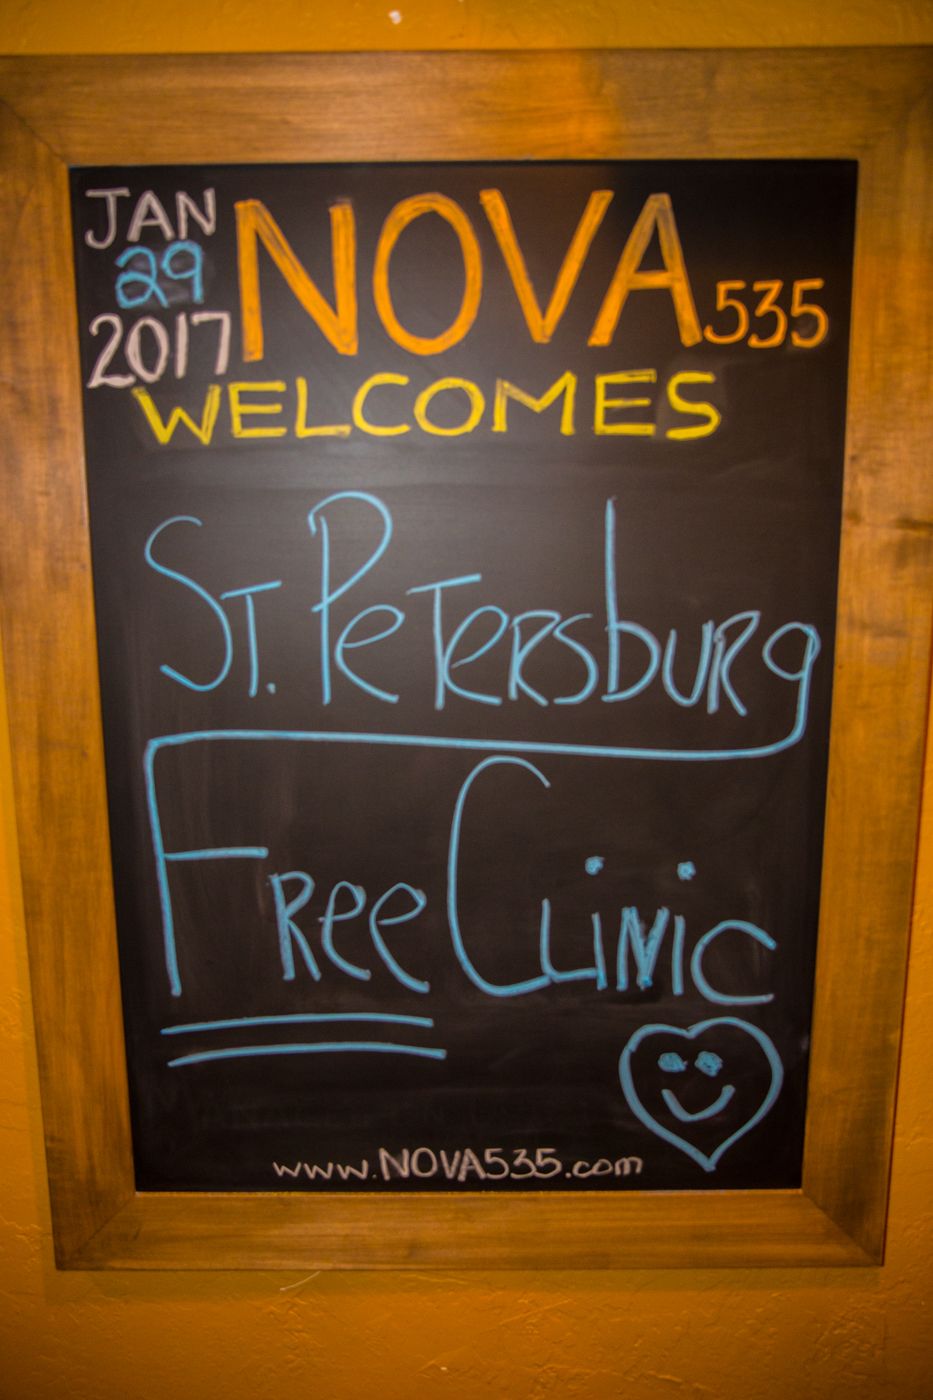 JAN
29
2017
NOVA 535
WELCOMES
ST. PETERSBURG
FREE CLINIC
www.NOVA535.com